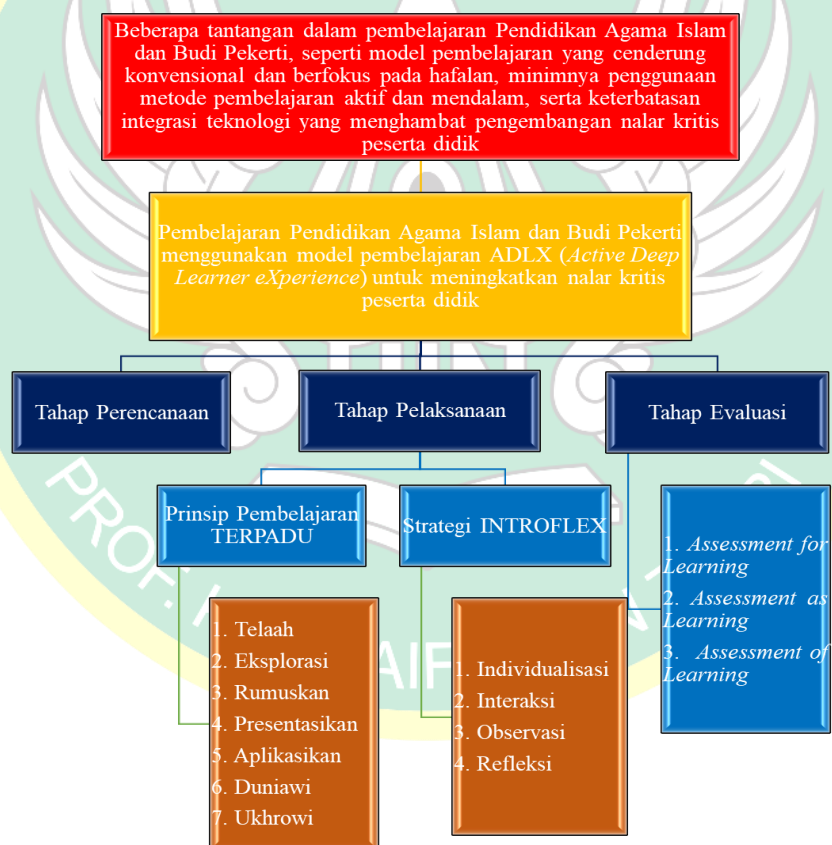 Beberapa tantangan dalam pembelajaran Pendidikan Agama Islam
dan Budi Pekerti, seperti model pembelajaran yang cenderung
konvensional dan berfokus pada hafalan, minimnya penggunaan
metode pembelajaran aktif dan mendalam, serta keterbatasan
integrasi teknologi yang menghambat pengembangan nalar kritis
peserta didik
Pembelajaran Pendidikan Agama Islam dan Budi Pekerti
menggunakan model pembelajaran ADLX (Active Deep
Learner eXperience) untuk meningkatkan nalar kritis
peserta didik
Tahap Perencanaan
Tahap Pelaksanaan
Tahap Evaluasi
Prinsip Pembelajaran
TERPADU
Strategi INTROFLEX
1. Telaah
2. Eksplorasi
3. Rumuskan
4. Presentasikan
5. Aplikasikan
6. Duniawi
7. Ukhrowi
1. Individualisasi
2. Interaksi
3. Observasi
4. Refleksi
1. Assessment for
Learning
2. Assessment as
Learning
3. Assessment of
Learning
PROF.